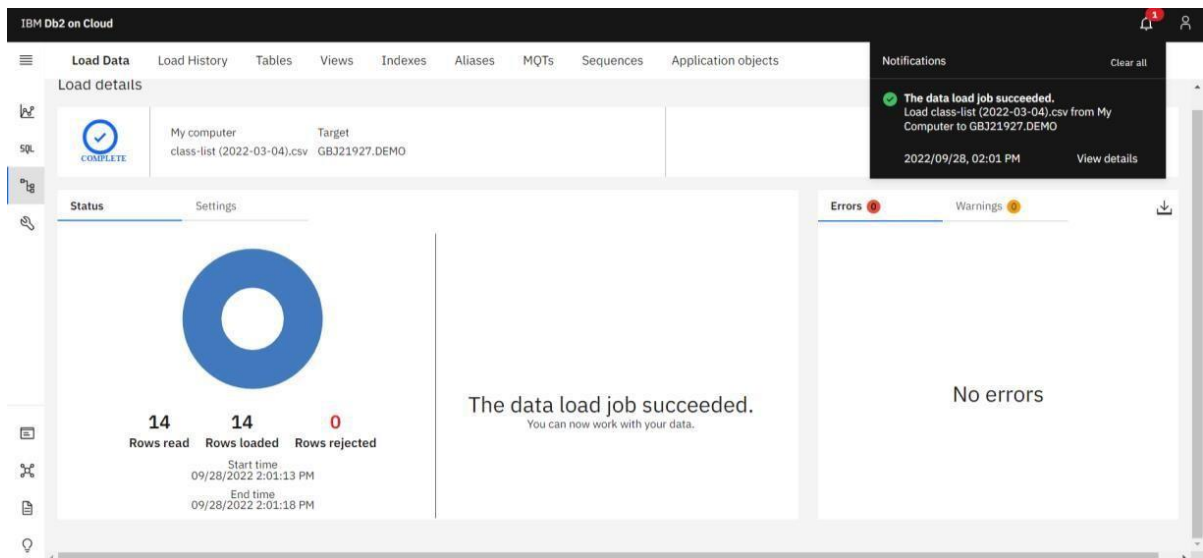 IBM Db2 on Cloud
1
Load Data Load History Tables Views Indexes Aliases MQTs Sequences Application objects
Notifications Clear all
The data load job succeeded.
Load class-list (2022-03-04).csv from My
Computer to GBJ21927.DEMO
2022/09/28, 02:01 PM View details
Load details
COMPLETE
My computer Target
class-list (2022-03-04).csv GBJ21927.DEMO
SQL
Status Settings
Errors 0 Warnings 0
14 14 0
Rows read Rows loaded Rows rejected
Start time
09/28/2022 2:01:13 PM
End time
09/28/2022 2:01:18 PM
The data load job succeeded.
You can now work with your data.
No errors